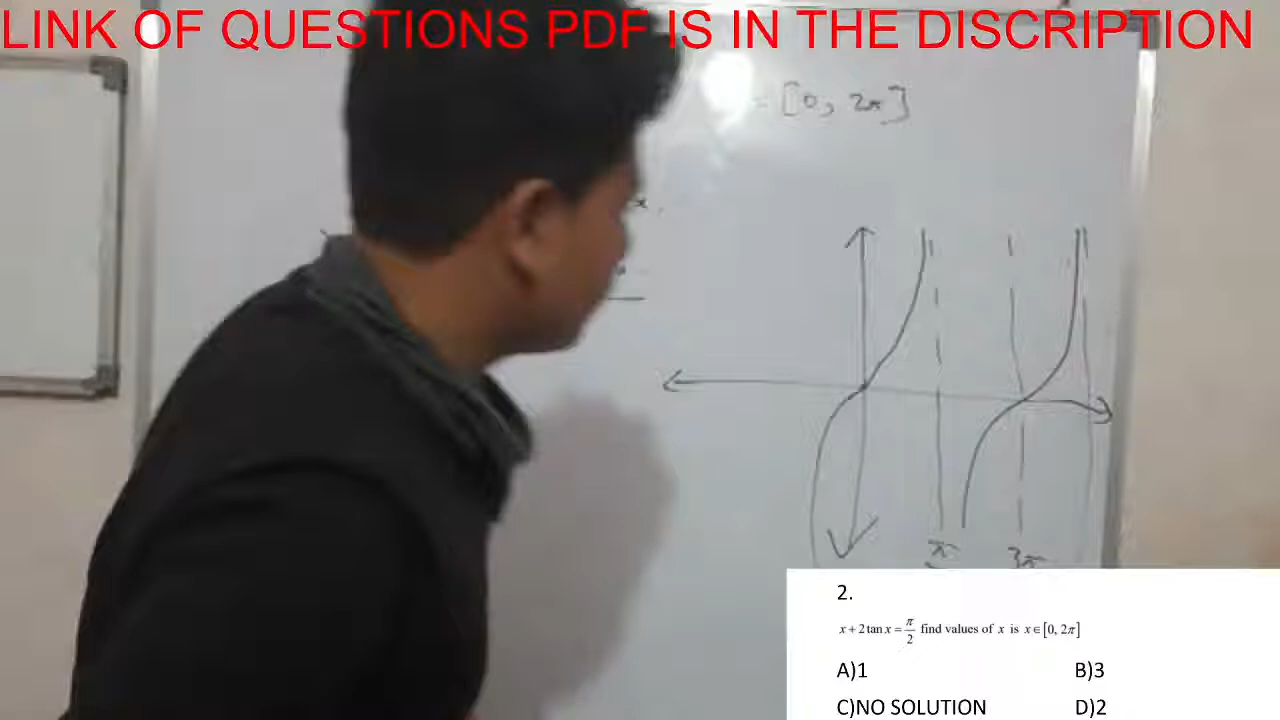 LINK OF QUESTIONS PDF IS IN THE DISCRIPTION
= [0, 2π]
x.
π
3π
2.
x + 2 tan x = π/2 find values of x is x ∈ [0, 2π]
A)1
B)3
C)NO SOLUTION
D)2